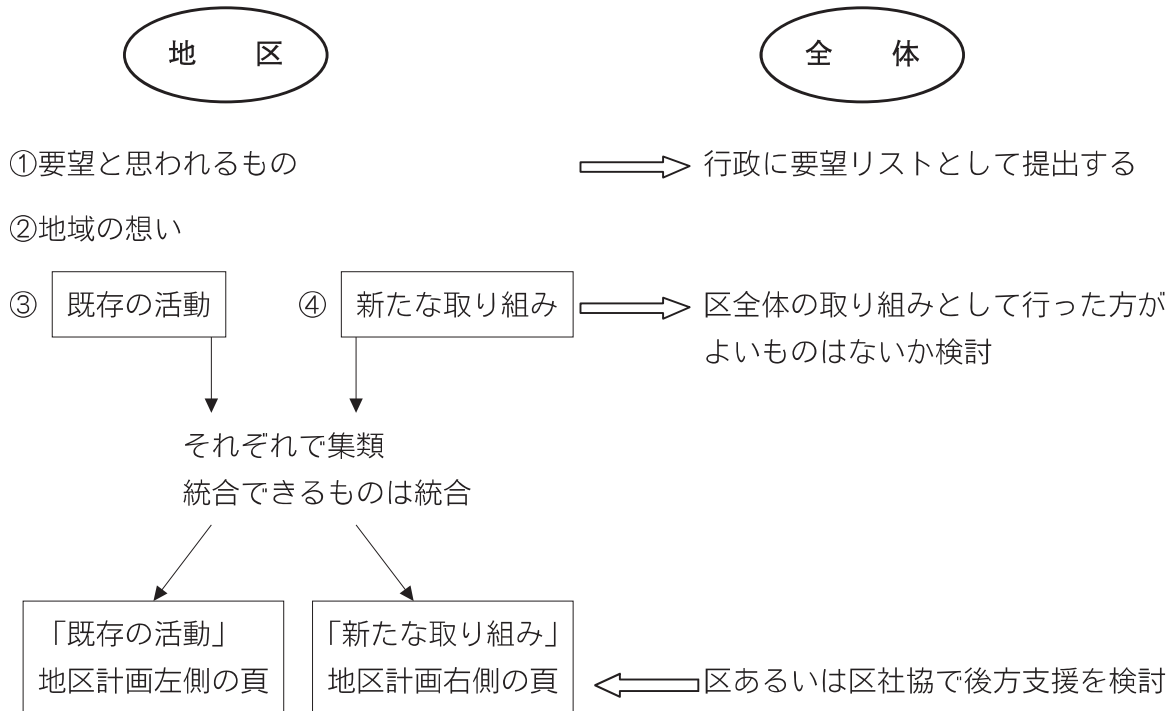 地　区
全　体
①要望と思われるもの
行政に要望リストとして提出する
②地域の想い
③ 既存の活動
④ 新たな取り組み
区全体の取り組みとして行った方が
よいものはないか検討
それぞれで集類
統合できるものは統合
「既存の活動」
地区計画左側の頁
「新たな取り組み」
地区計画右側の頁
区あるいは区社協で後方支援を検討